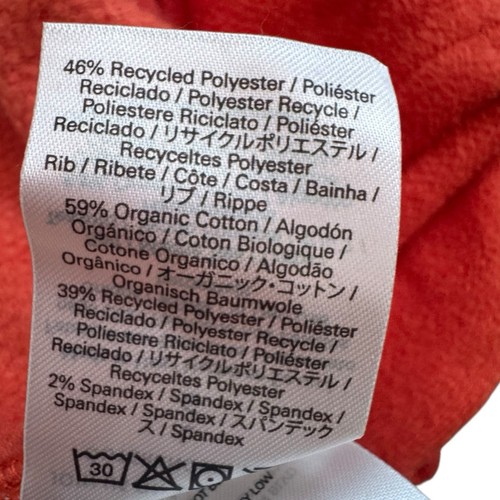 46% Recycled Polyester / Poliéster
Reciclado / Polyester Recycle /
Poliestere Riciclato / Poliéster
Reciclado / リサイクルポリエステル /
Recyceltes Polyester
Rib / Ribete / Côte / Costa / Bainha /
リブ / Rippe
59% Organic Cotton / Algodón
Orgánico / Coton Biologique /
Cotone Organico / Algodão
Orgânico / オーガニック・コットン /
Organisch Baumwole
39% Recycled Polyester / Poliéster
Reciclado / Polyester Recycle /
Poliestere Riciclato / Poliéster
Reciclado / リサイクルポリエステル /
Recyceltes Polyester
2% Spandex / Spandex / Spandex /
Spandex / Spandex / スパンデック
ス / Spandex
30
LOW